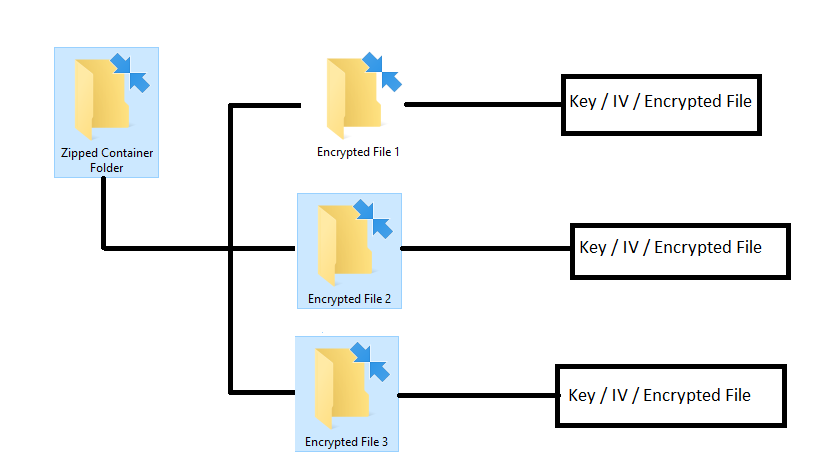 Zipped Container
Folder
Encrypted File 1
Key / IV / Encrypted File
Encrypted File 2
Key / IV / Encrypted File
Encrypted File 3
Key / IV / Encrypted File